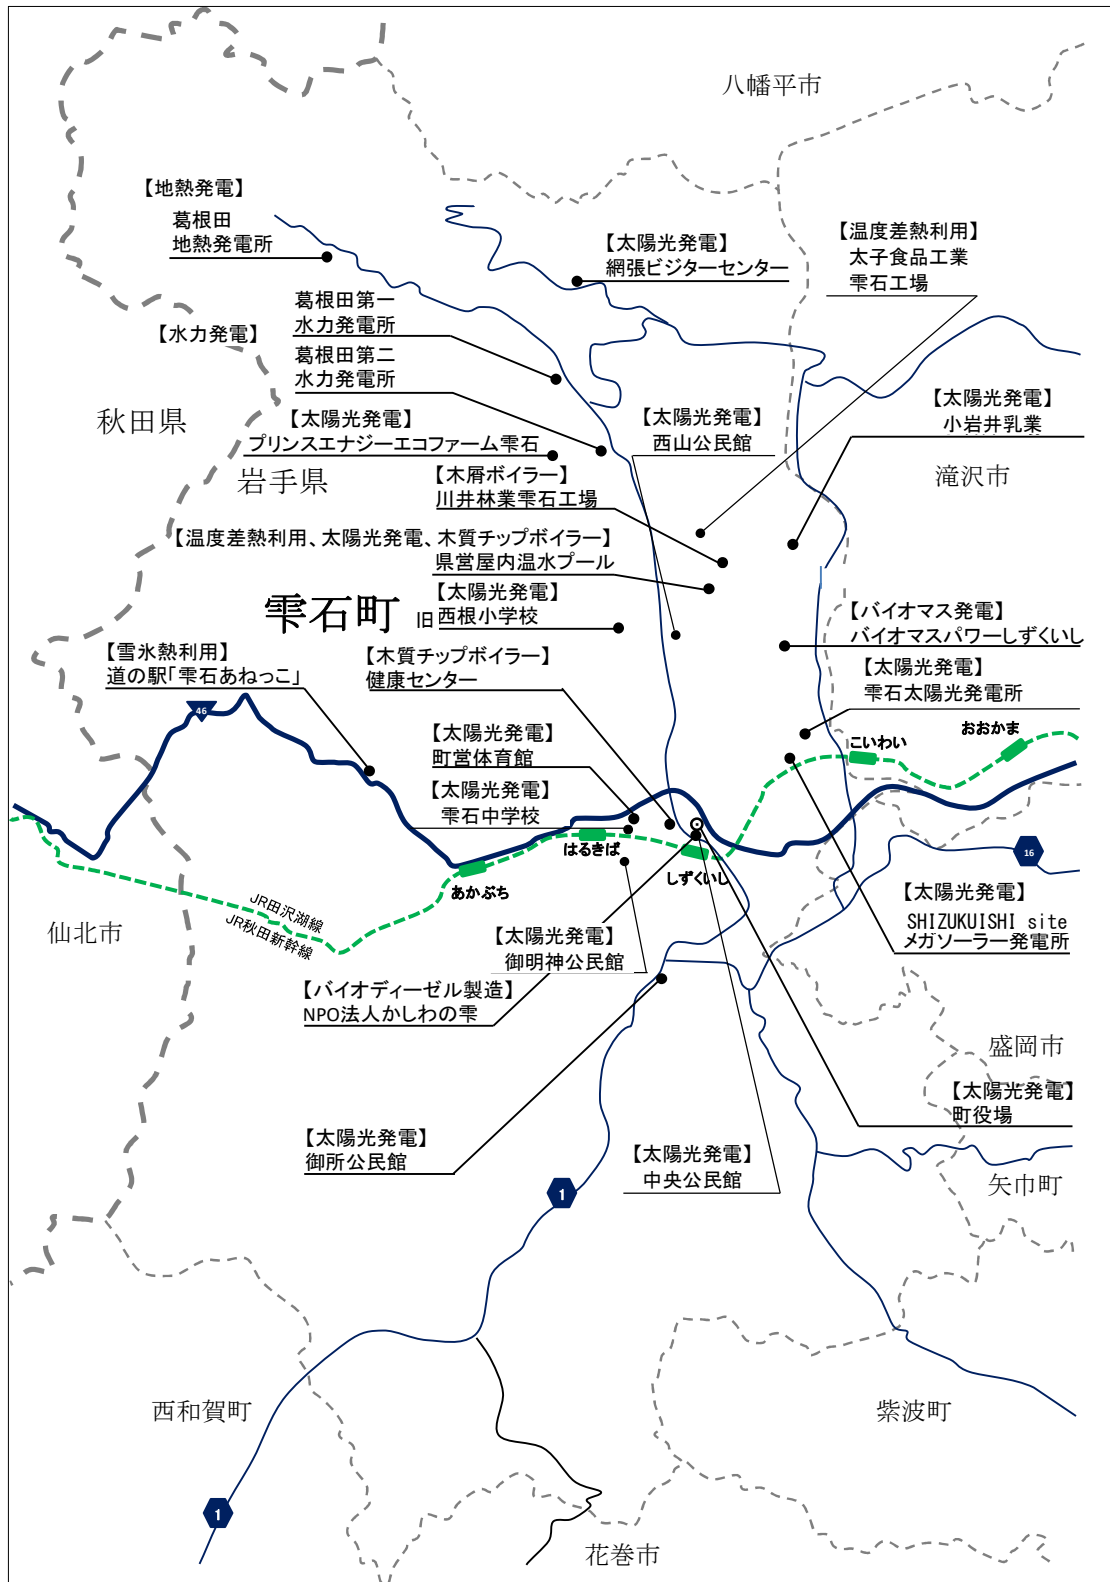 八幡平市
【地熱発電】
葛根田
地熱発電所
【太陽光発電】
網張ビジターセンター
【温度差熱利用】
太子食品工業
雫石工場
葛根田第一
水力発電所
【水力発電】
葛根田第二
水力発電所
秋田県
岩手県
【太陽光発電】
プリンスエナジーエコファーム雫石
【太陽光発電】
西山公民館
【太陽光発電】
小岩井乳業
滝沢市
【木屑ボイラー】
川井林業雫石工場
【温度差熱利用、太陽光発電、木質チップボイラー】
県営屋内温水プール
雫石町
【太陽光発電】
旧西根小学校
【バイオマス発電】
バイオマスパワーしずくいし
【雪氷熱利用】
道の駅「雫石あねっこ」
【木質チップボイラー】
健康センター
【太陽光発電】
雫石太陽光発電所
46
【太陽光発電】
町営体育館
こいわい
おおかま
【太陽光発電】
雫石中学校
はるきば
しずくいし
あかぶち
16
JR田沢湖線
JR秋田新幹線
仙北市
【太陽光発電】
SHIZUKUISHI site
メガソーラー発電所
【太陽光発電】
御明神公民館
【バイオディーゼル製造】
NPO法人かしわの雫
盛岡市
【太陽光発電】
町役場
【太陽光発電】
御所公民館
【太陽光発電】
中央公民館
1
矢巾町
西和賀町
紫波町
1
花巻市